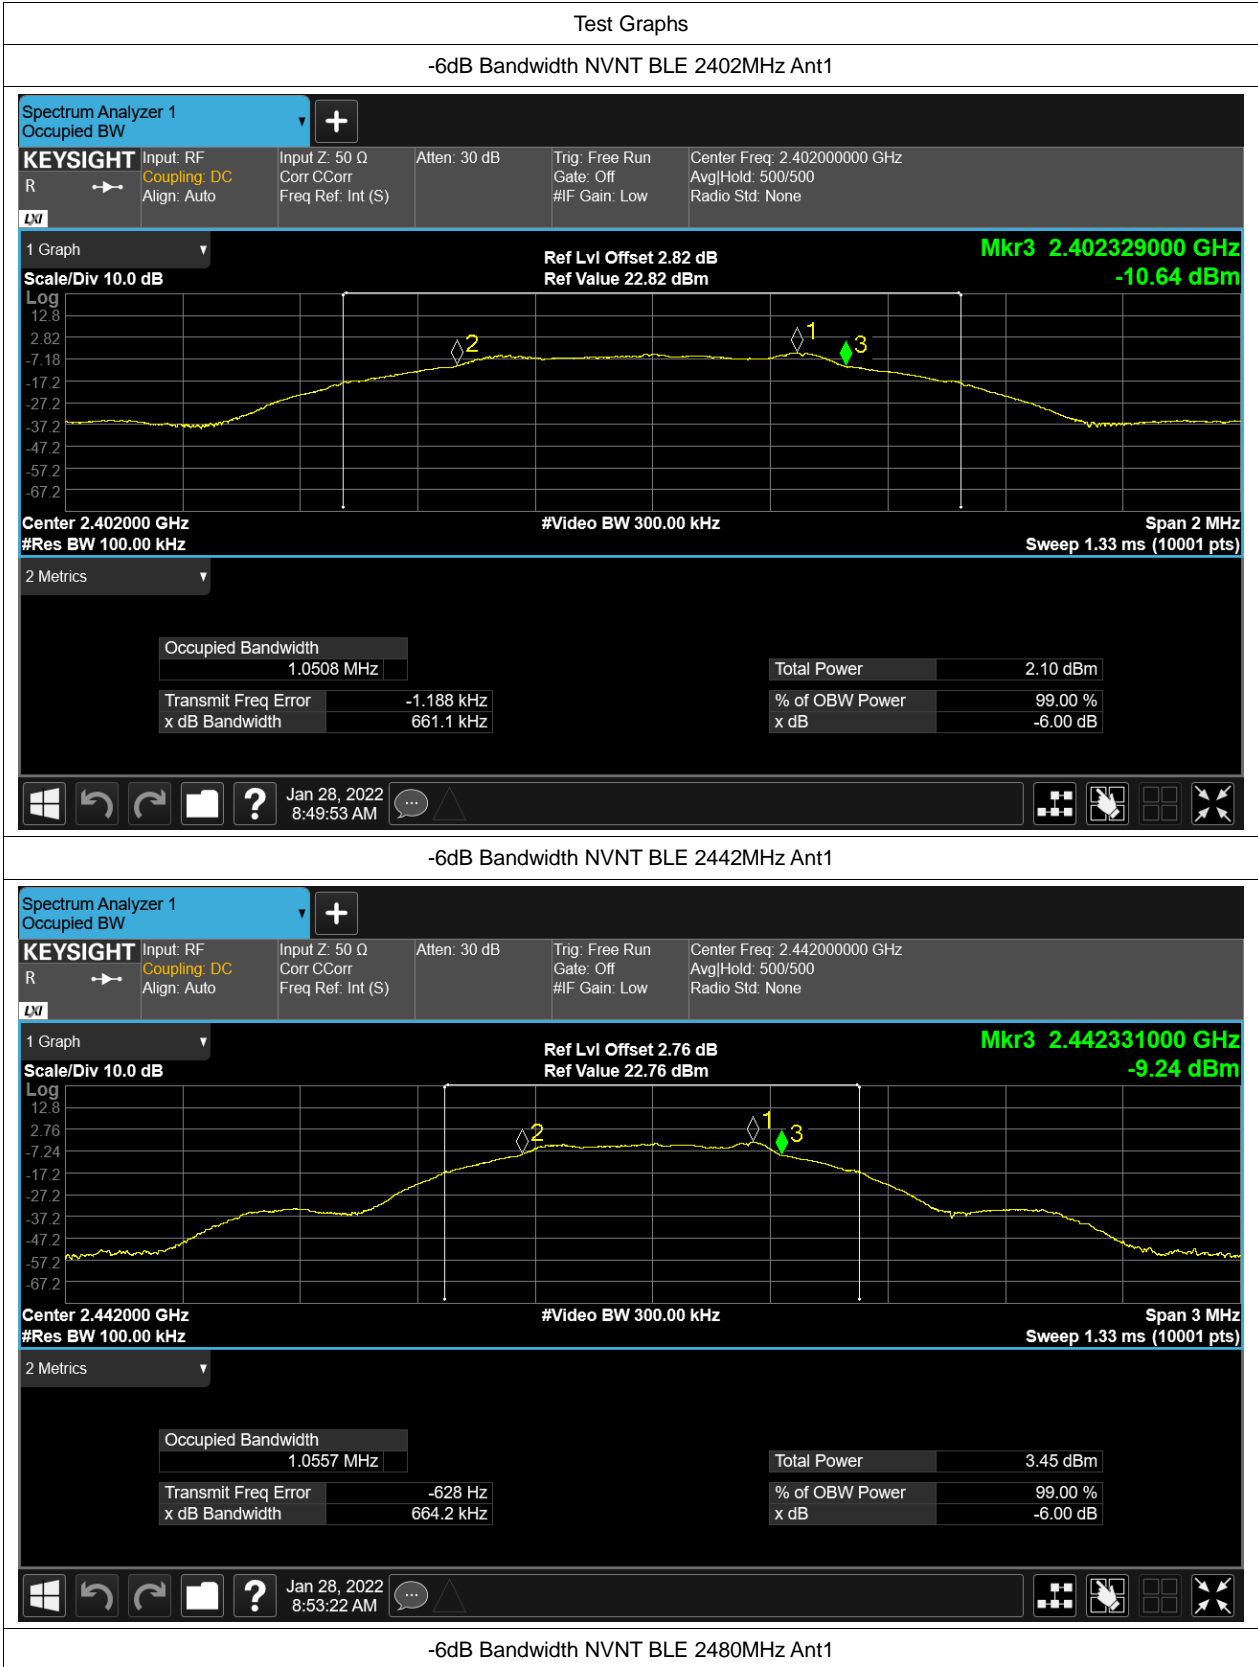 Test Graphs
-6dB Bandwidth NVNT BLE 2402MHz Ant1
Spectrum Analyzer 1
Occupied BW
KEYSIGHT Input: RF Input Z: 50 Ω Atten: 30 dB Trig: Free Run Center Freq: 2.402000000 GHz
R Coupling: DC Corr CCorr Gate: Off Avg|Hold: 500/500
Align: Auto Freq Ref: Int (S) #IF Gain: Low Radio Std: None
LXI
1 Graph Ref Lvl Offset 2.82 dB Mkr3 2.402329000 GHz
Scale/Div 10.0 dB Ref Value 22.82 dBm -10.64 dBm
Log
12.8
2.82
-7.18
-17.2
-27.2
-37.2
-47.2
-57.2
-67.2
2 1 3
Center 2.402000 GHz #Video BW 300.00 kHz Span 2 MHz
#Res BW 100.00 kHz Sweep 1.33 ms (10001 pts)
2 Metrics
Occupied Bandwidth
1.0508 MHz Total Power 2.10 dBm
Transmit Freq Error -1.188 kHz % of OBW Power 99.00 %
x dB Bandwidth 661.1 kHz x dB -6.00 dB
? Jan 28, 2022
8:49:53 AM
-6dB Bandwidth NVNT BLE 2442MHz Ant1
Spectrum Analyzer 1
Occupied BW
KEYSIGHT Input: RF Input Z: 50 Ω Atten: 30 dB Trig: Free Run Center Freq: 2.442000000 GHz
R Coupling: DC Corr CCorr Gate: Off Avg|Hold: 500/500
Align: Auto Freq Ref: Int (S) #IF Gain: Low Radio Std: None
LXI
1 Graph Ref Lvl Offset 2.76 dB Mkr3 2.442331000 GHz
Scale/Div 10.0 dB Ref Value 22.76 dBm -9.24 dBm
Log
12.8
2.76
-7.24
-17.2
-27.2
-37.2
-47.2
-57.2
-67.2
2 1 3
Center 2.442000 GHz #Video BW 300.00 kHz Span 3 MHz
#Res BW 100.00 kHz Sweep 1.33 ms (10001 pts)
2 Metrics
Occupied Bandwidth
1.0557 MHz Total Power 3.45 dBm
Transmit Freq Error -628 Hz % of OBW Power 99.00 %
x dB Bandwidth 664.2 kHz x dB -6.00 dB
? Jan 28, 2022
8:53:22 AM
-6dB Bandwidth NVNT BLE 2480MHz Ant1